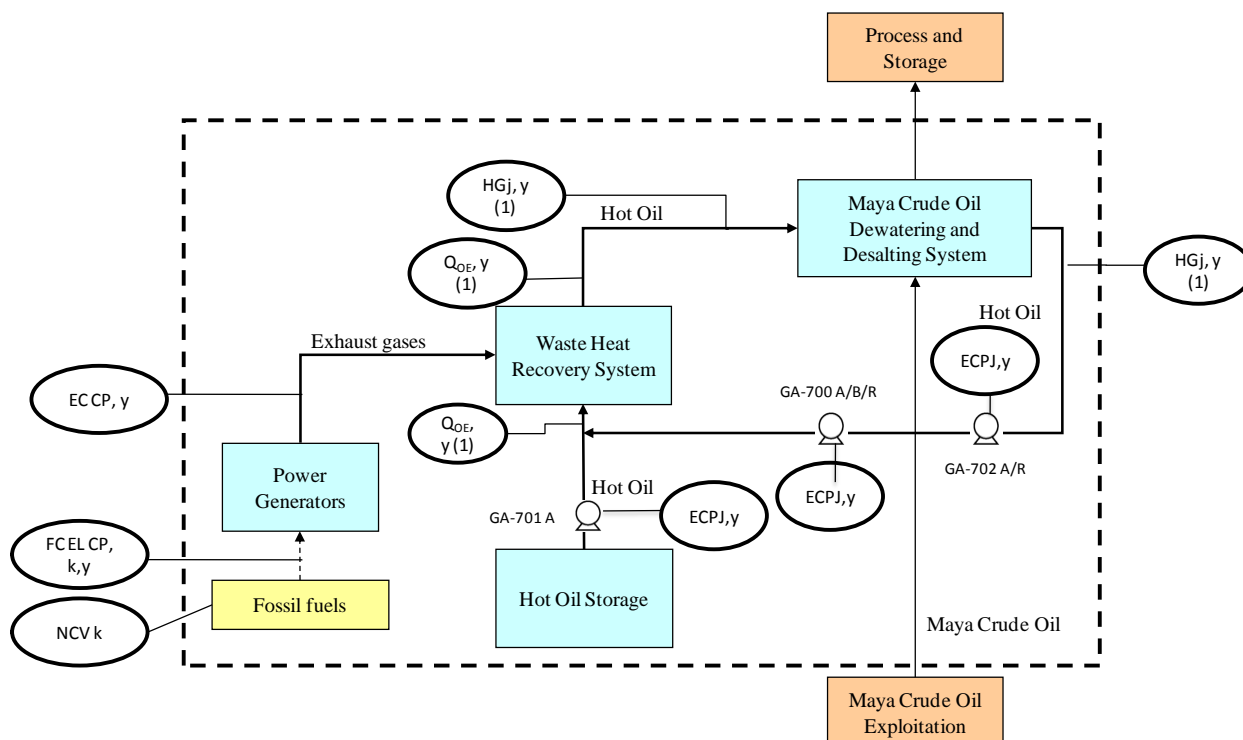 Process and
Storage
HGj, y
(1)
Hot Oil
Maya Crude Oil
Dewatering and
Desalting System
QOE, y
(1)
HGj, y
(1)
Hot Oil
Exhaust gases
Waste Heat
Recovery System
ECPJ,y
EC CP, y
GA-700 A/B/R
QOE,
y (1)
GA-702 A/R
Power
Generators
Hot Oil
ECPJ,y
GA-701 A
ECPJ,y
FC EL CP,
k,y
Fossil fuels
Hot Oil Storage
NCV k
Maya Crude Oil
Maya Crude Oil
Exploitation